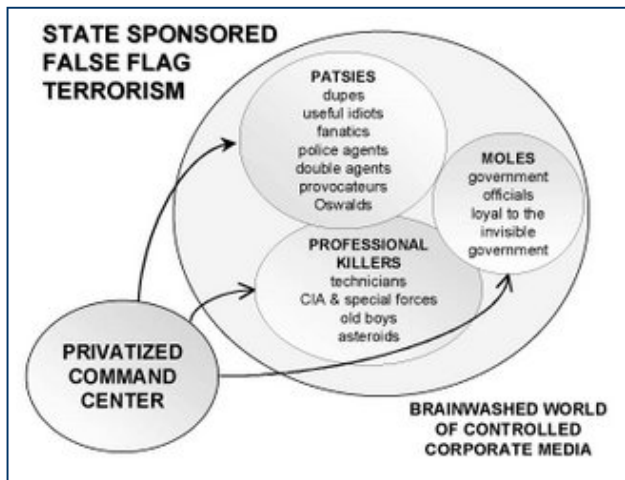 STATE SPONSORED
FALSE FLAG
TERRORISM
PATSIES
dupes
useful idiots
fanatics
police agents
double agents
provocateurs
Oswalds
MOLES
government
officials
loyal to the
invisible
government
PROFESSIONAL
KILLERS
technicians
CIA & special forces
old boys
asteroids
PRIVATIZED
COMMAND
CENTER
BRAINWASHED WORLD
OF CONTROLLED
CORPORATE MEDIA